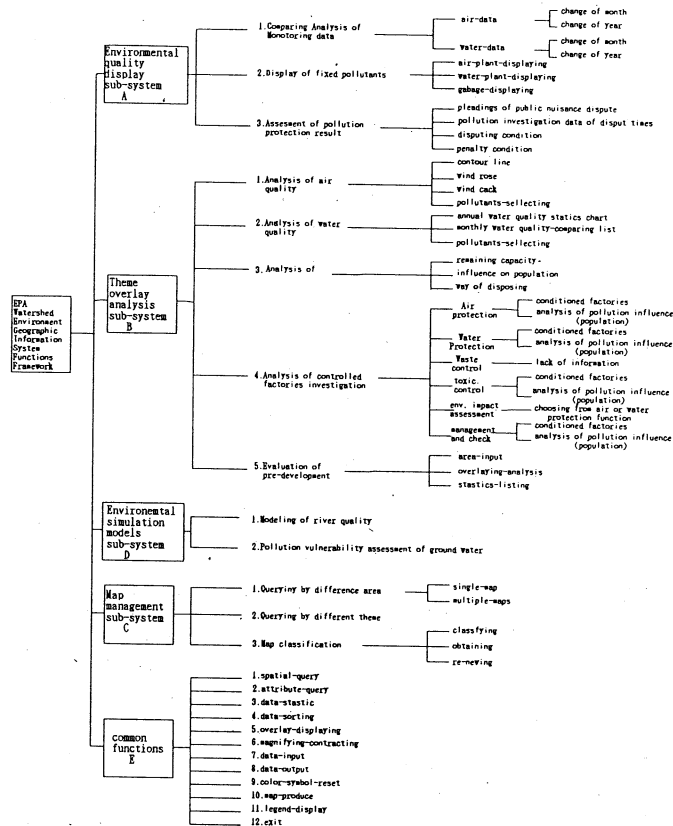 EPA
Watershed
Environment
Geographic
Information
System
Functions
Framework
Environmental
quality
display
sub-system
A
1.Comparing Analysis of
Monotoring data
air-data
change of month
change of year
water-data
change of month
change of year
2.Display of fixed pollutants
air-plant-displaying
water-plant-displaying
gabage-displaying
3.Assesment of pollution
protection result
pleadings of public nuisance dispute
pollution investigation data of disput times
disputing condition
penalty condition
Theme
overlay
analysis
sub-system
B
1.Analysis of air
quality
contour line
wind rose
wind cack
pollutants-sellecting
2.Analysis of water
quality
annual water quality statics chart
monthly water quality-comparing list
pollutants-sellecting
3.Analysis of
remaining capacity-
influence on population
way of disposing
4.Analysis of controlled
factories investigation
Air
protection
conditioned factories
analysis of pollution influence
(population)
Water
Protection
conditioned factories
analysis of pollution influence
(population)
Waste
control
lack of information
toxic.
control
conditioned factories
analysis of pollution influence
(population)
env. impact
assessment
choosing from air or water
protection function
management
and check
conditioned factories
analysis of pollution influence
(population)
5.Evaluation of
pre-development
area-input
overlaying-analysis
stastics-listing
Environemtal
simulation
models
sub-system
D
1.Modeling of river quality
2.Pollution vulnerability assessment of ground water
Map
management
sub-system
C
1.Queryiny by difference area
single-map
multiple-maps
2.Querying by different theme
3.Map classification
classfying
obtaining
re-newing
common
functions
E
1.spatial-query
2.attribute-query
3.data-stastic
4.data-sorting
5.overlay-displaying
6.magnifying-contracting
7.data-input
8.data-output
9.color-symbol-reset
10.map-produce
11.legend-display
12.exit